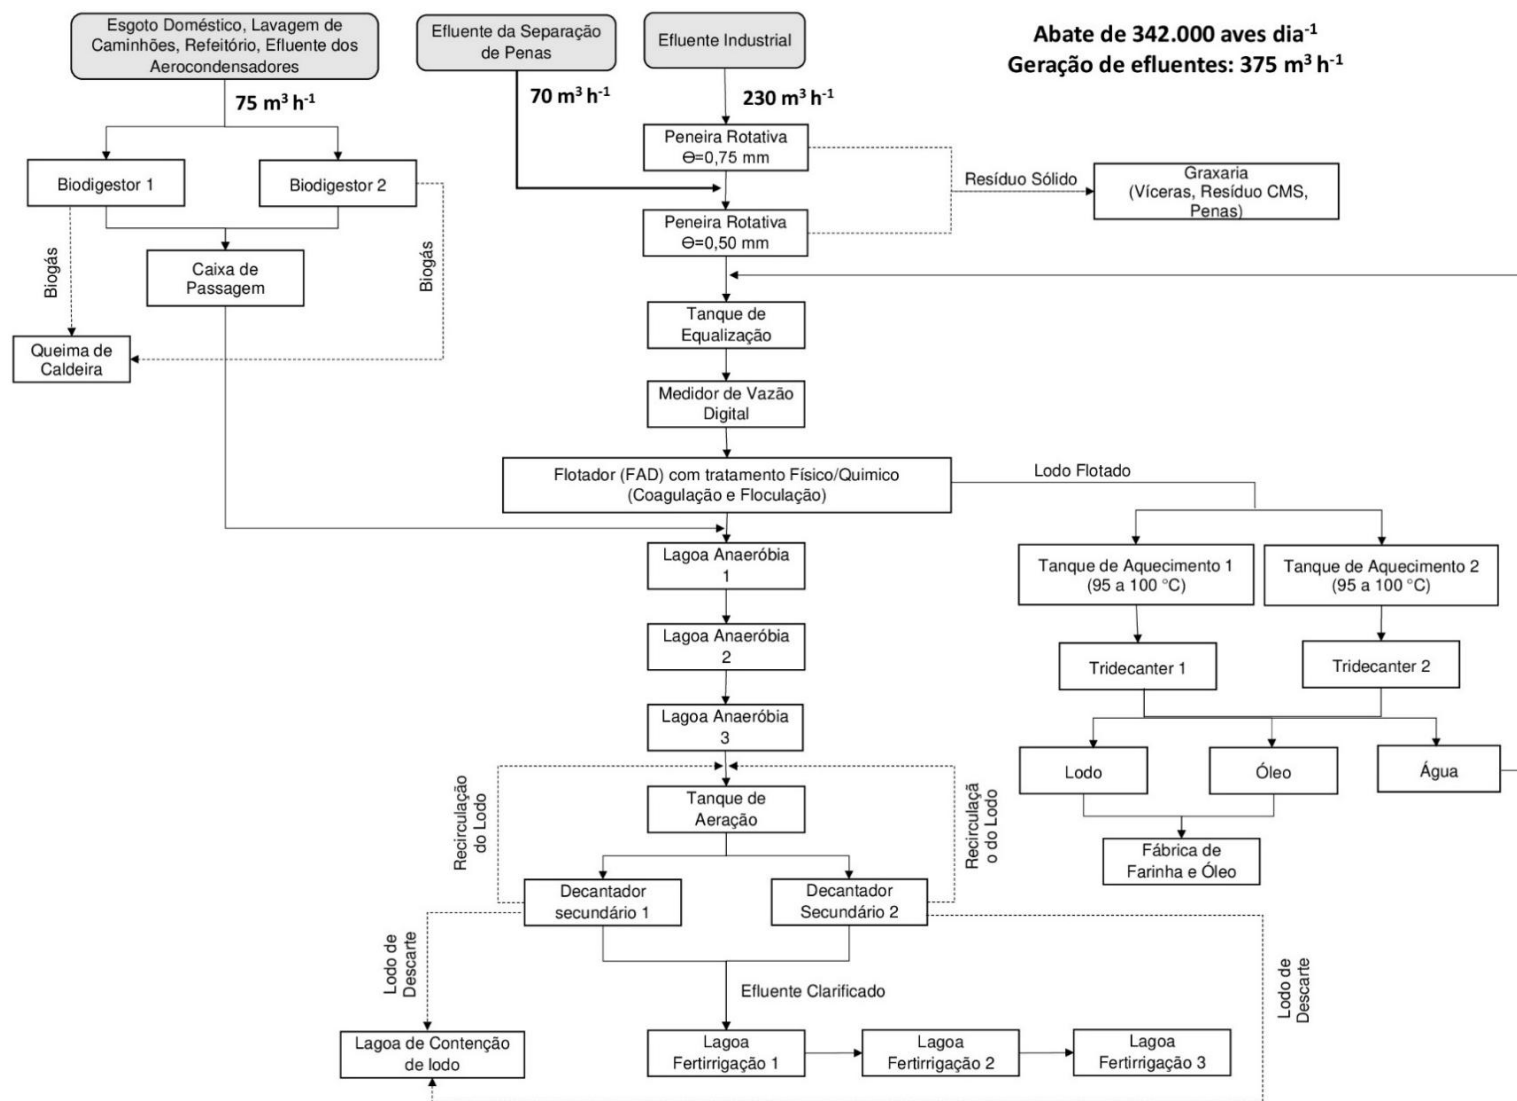 Esgoto Doméstico, Lavagem de
Caminhões, Refeitório, Efluente dos
Aerocondensadores
Efluente da Separação
de Penas
Efluente Industrial
Abate de 342.000 aves dia⁻¹
Geração de efluentes: 375 m³ h⁻¹
75 m³ h⁻¹
70 m³ h⁻¹
230 m³ h⁻¹
Peneira Rotativa
Ɵ=0,75 mm
Biodigestor 1
Biodigestor 2
Resíduo Sólido
Graxaria
(Víceras, Resíduo CMS,
Penas)
Peneira Rotativa
Ɵ=0,50 mm
Biogás
Biogás
Caixa de
Passagem
Tanque de
Equalização
Queima de
Caldeira
Medidor de Vazão
Digital
Flotador (FAD) com tratamento Físico/Quimico
(Coagulação e Floculação)
Lodo Flotado
Lagoa Anaeróbia
1
Tanque de Aquecimento 1
(95 a 100 °C)
Tanque de Aquecimento 2
(95 a 100 °C)
Lagoa Anaeróbia
2
Tridecanter 1
Tridecanter 2
Lagoa Anaeróbia
3
Lodo
Óleo
Água
Recirculação
do Lodo
Tanque de
Aeração
Recirculaçã
o do Lodo
Fábrica de
Farinha e Óleo
Decantador
secundário 1
Decantador
Secundário 2
Lodo de
Descarte
Efluente Clarificado
Lodo de
Descarte
Lagoa de Contenção
de lodo
Lagoa
Fertirrigação 1
Lagoa
Fertirrigação 2
Lagoa
Fertirrigação 3